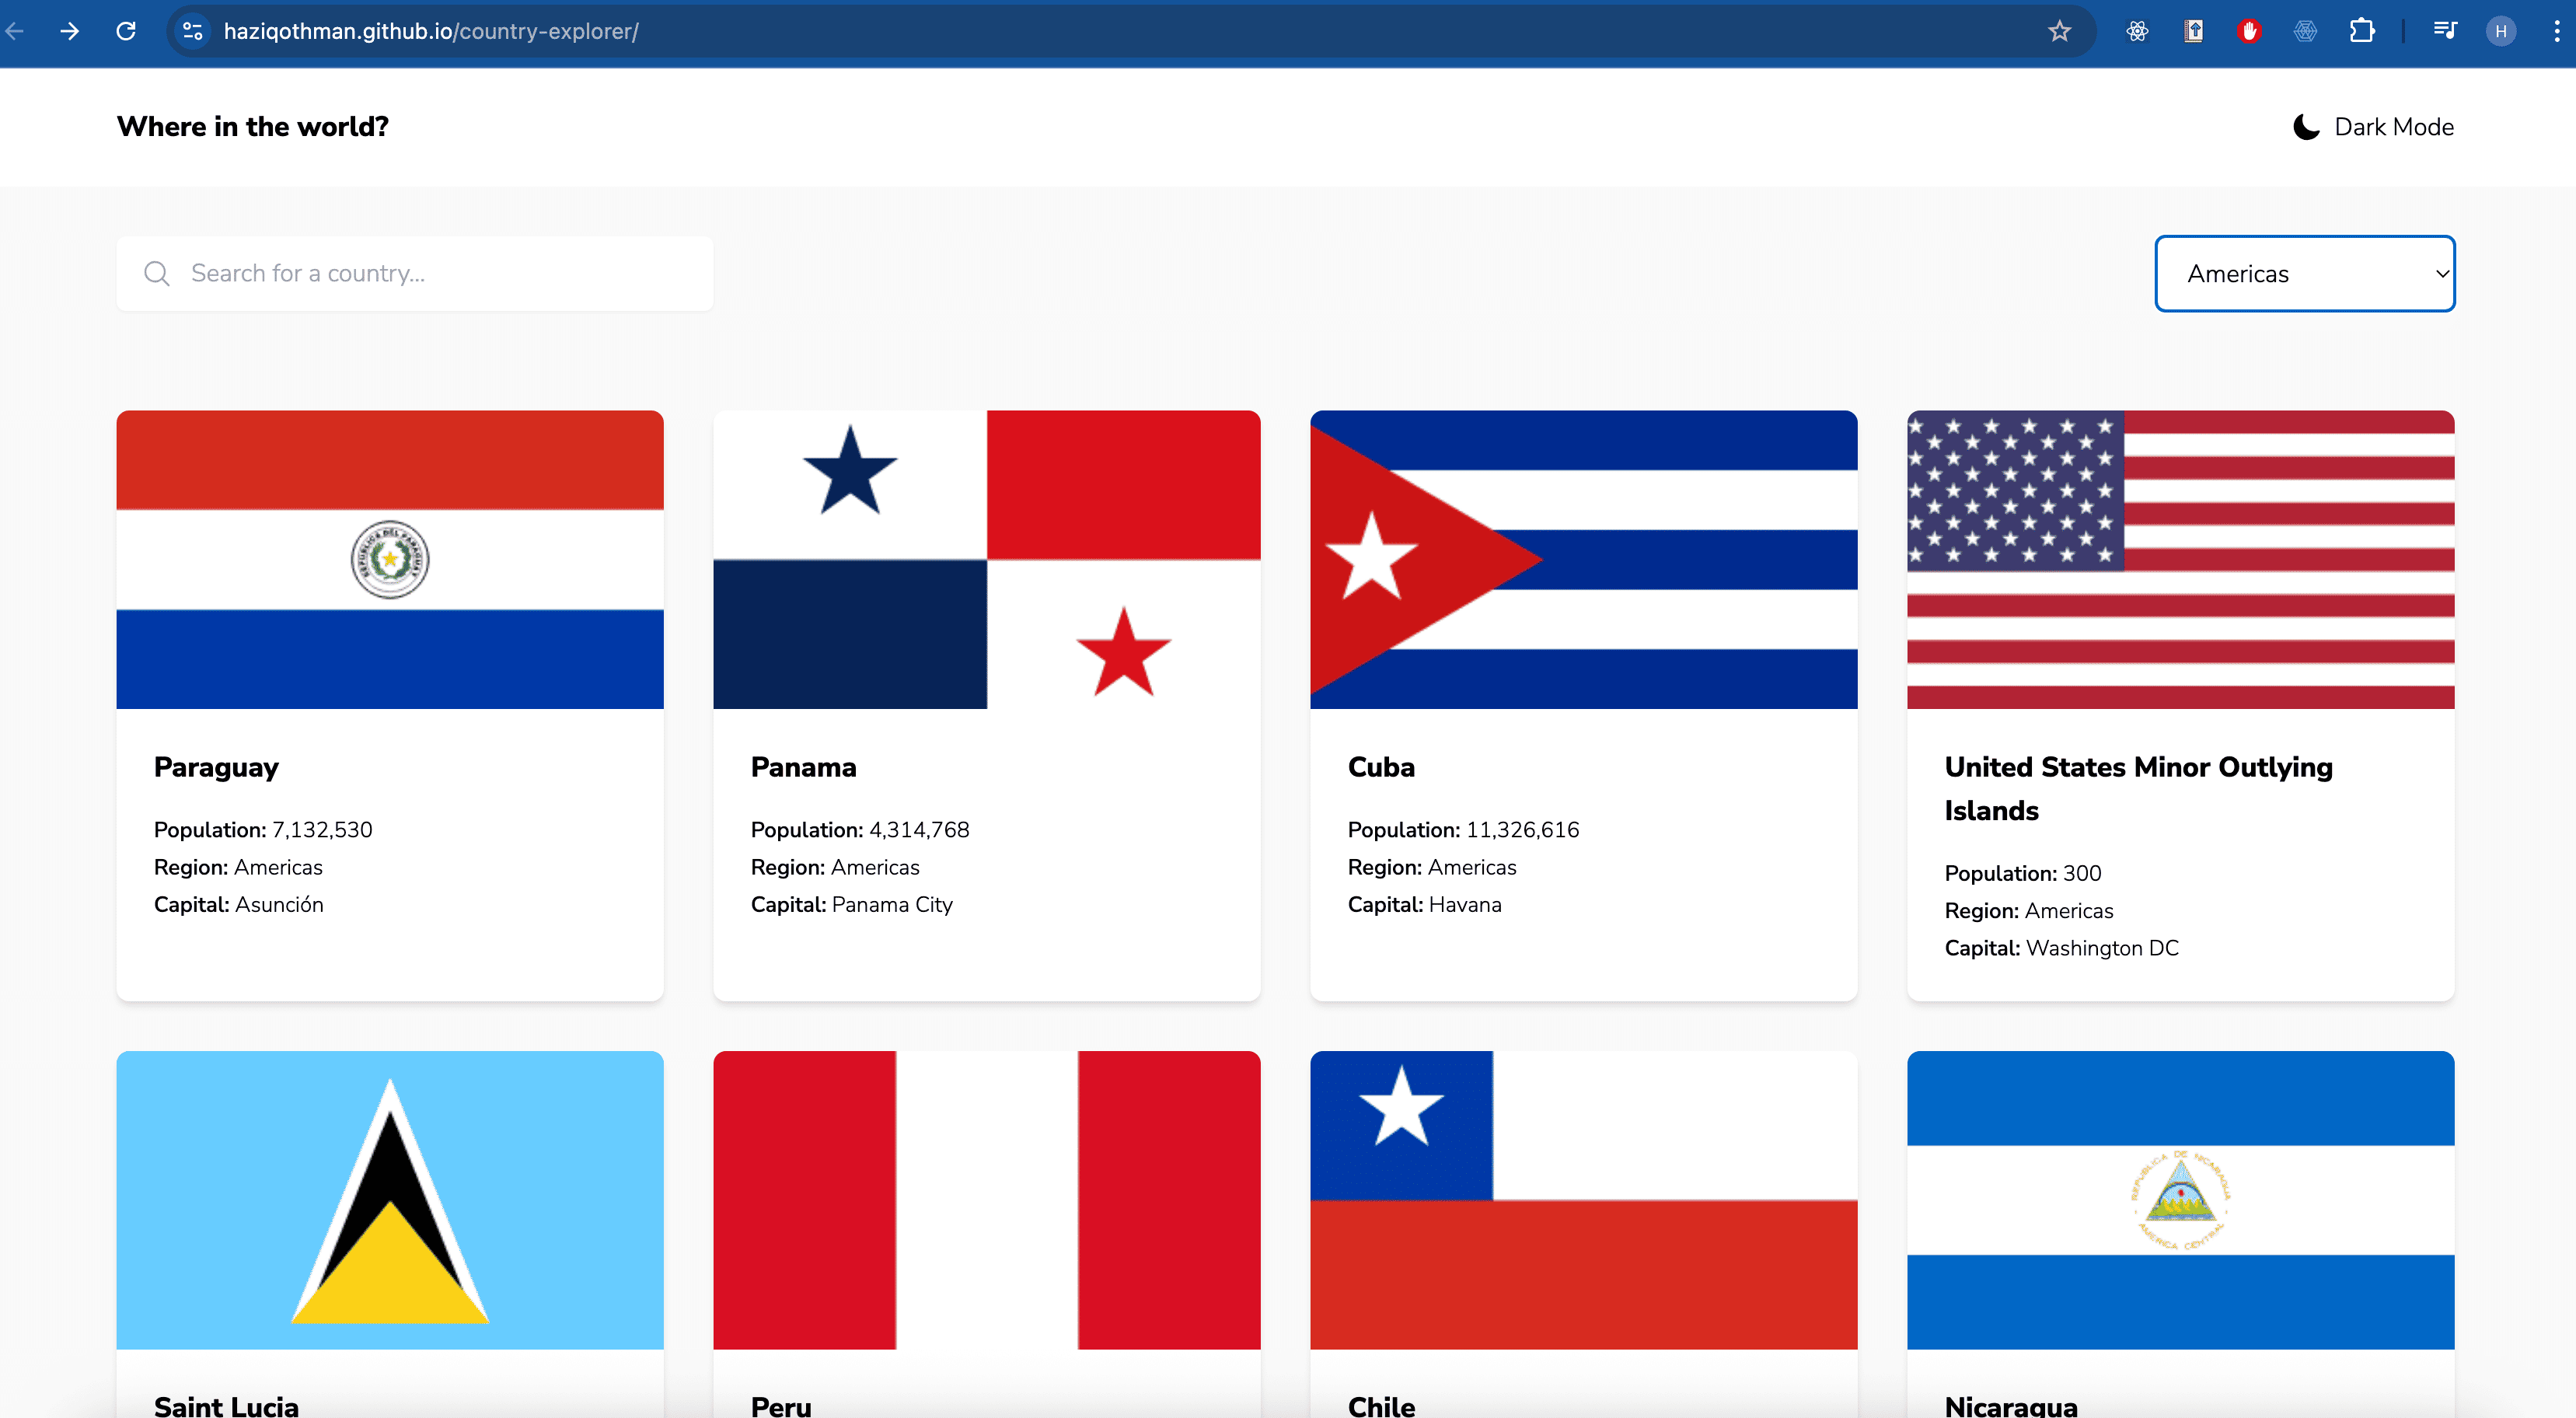 haziqothman.github.io/country-explorer/
H
Where in the world?
Dark Mode
Search for a country...
Americas
REPUBLICA DEL PARAGUAY
Paraguay
Population: 7,132,530
Region: Americas
Capital: Asunción
Panama
Population: 4,314,768
Region: Americas
Capital: Panama City
Cuba
Population: 11,326,616
Region: Americas
Capital: Havana
United States Minor Outlying
Islands
Population: 300
Region: Americas
Capital: Washington DC
REPUBLICA DE NICARAGUA
AMERICA CENTRAL
Saint Lucia
Peru
Chile
Nicaragua